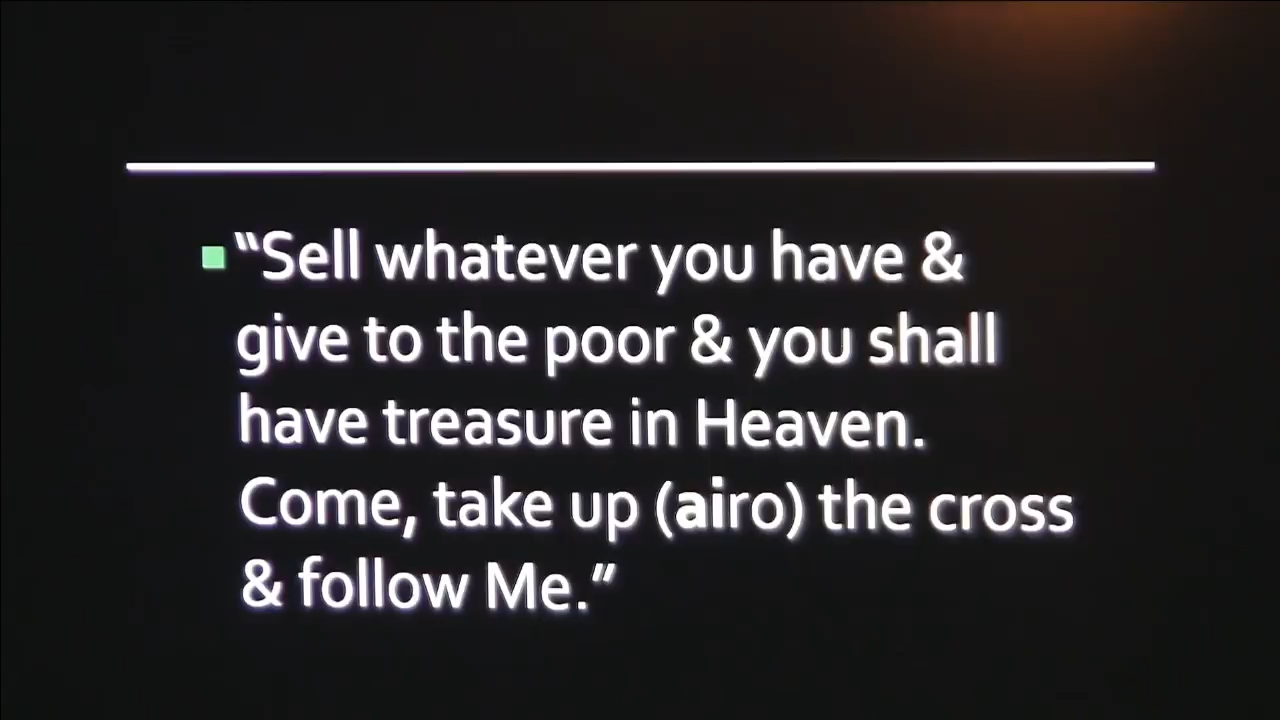 “Sell whatever you have &
give to the poor & you shall
have treasure in Heaven.
Come, take up (airo) the cross
& follow Me.”